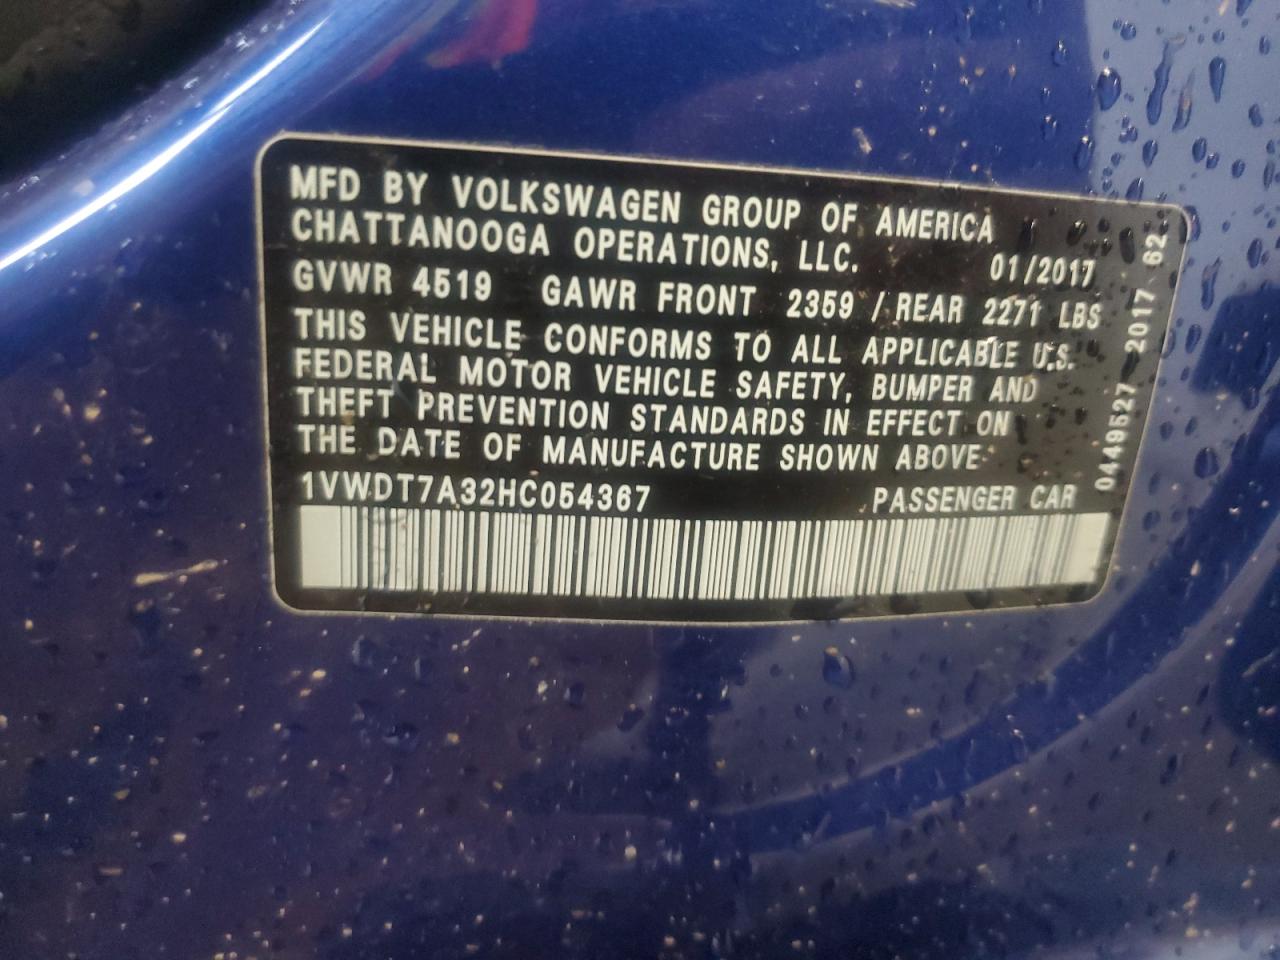 MFD BY VOLKSWAGEN GROUP OF AMERICA
CHATTANOOGA OPERATIONS, LLC. 01/2017
GVWR 4519 GAWR FRONT 2359 / REAR 2271 LBS
THIS VEHICLE CONFORMS TO ALL APPLICABLE U.S.
FEDERAL MOTOR VEHICLE SAFETY, BUMPER AND
THEFT PREVENTION STANDARDS IN EFFECT ON
THE DATE OF MANUFACTURE SHOWN ABOVE
1VWDT7A32HC054367 PASSENGER CAR
0449527 2017 62